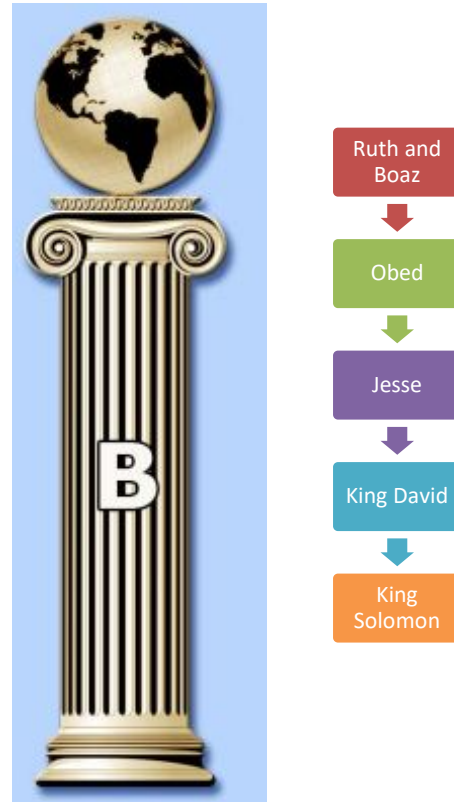 B
Ruth and
Boaz
Obed
Jesse
King David
King
Solomon